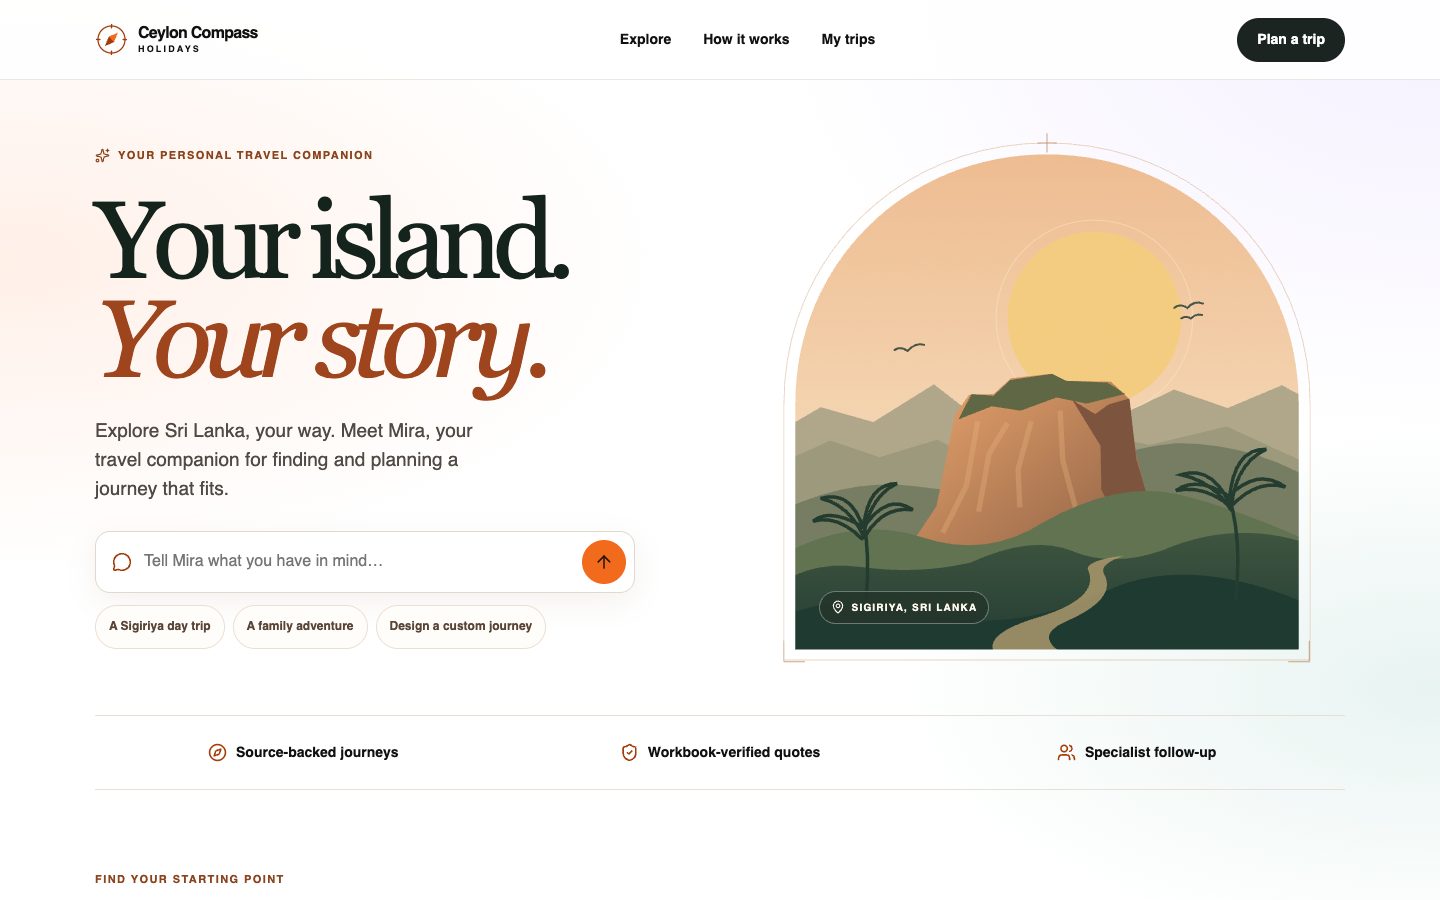 Ceylon Compass
HOLIDAYS
Explore
How it works
My trips
Plan a trip
YOUR PERSONAL TRAVEL COMPANION
Your island.
Your story.
Explore Sri Lanka, your way. Meet Mira, your
travel companion for finding and planning a
journey that fits.
Tell Mira what you have in mind…
A Sigiriya day trip
A family adventure
Design a custom journey
SIGIRIYA, SRI LANKA
Source-backed journeys
Workbook-verified quotes
Specialist follow-up
FIND YOUR STARTING POINT